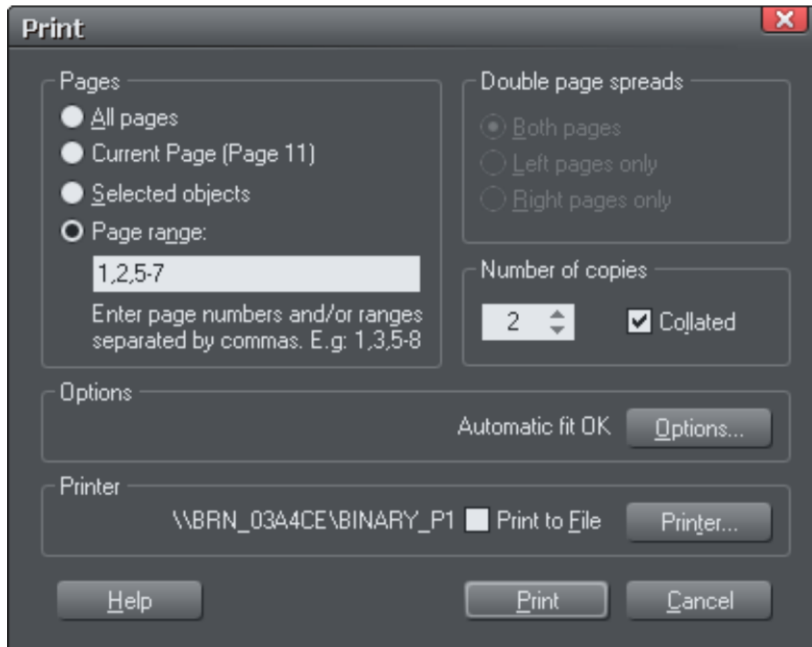 Print
Pages
All pages
Current Page (Page 11)
Selected objects
Page range:
1,2,5-7
Enter page numbers and/or ranges
separated by commas. E.g: 1,3,5-8
Double page spreads
Both pages
Left pages only
Right pages only
Number of copies
2
Collated
Options
Automatic fit OK
Options...
Printer
\\BRN_03A4CE\BINARY_P1
Print to File
Printer...
Help
Print
Cancel